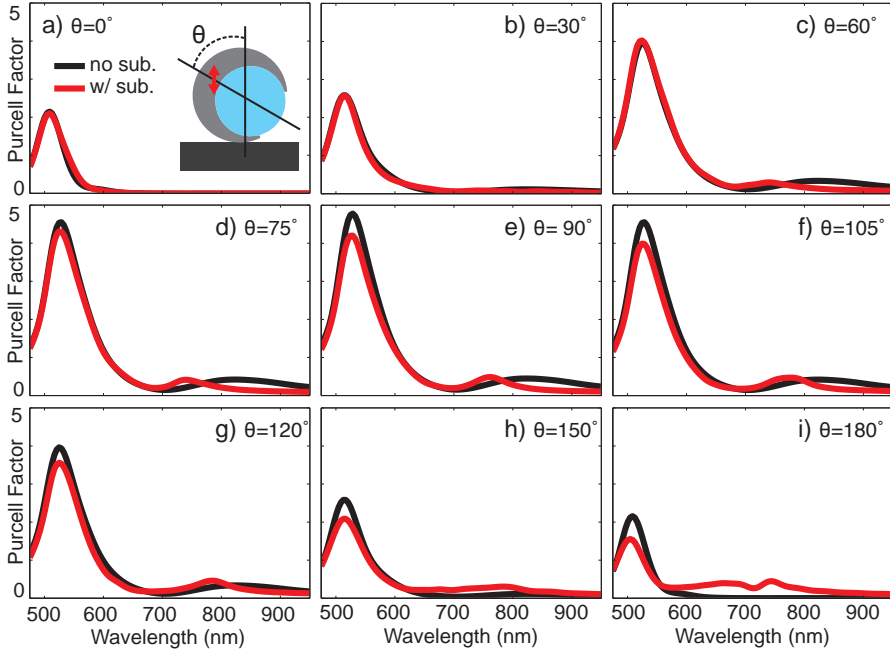 a) θ=0˚
θ
no sub.
w/ sub.
Purcell Factor
0
b) θ=30˚
c) θ=60˚
5
Purcell Factor
0
d) θ=75˚
e) θ= 90˚
f) θ=105˚
5
Purcell Factor
0
g) θ=120˚
h) θ=150˚
i) θ=180˚
500 600 700 800 900
500 600 700 800 900
500 600 700 800 900
Wavelength (nm)
Wavelength (nm)
Wavelength (nm)